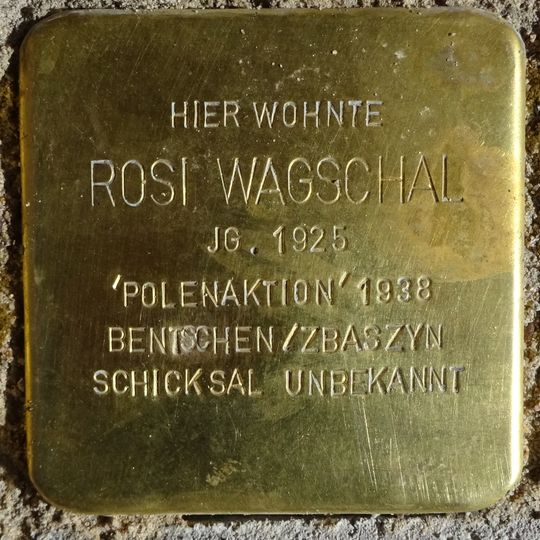 HIER WOHNTE
ROSI WAGSCHAL
JG. 1925
'POLENAKTION' 1938
BENTSCHEN/ZBASZYN
SCHICKSAL UNBEKANNT